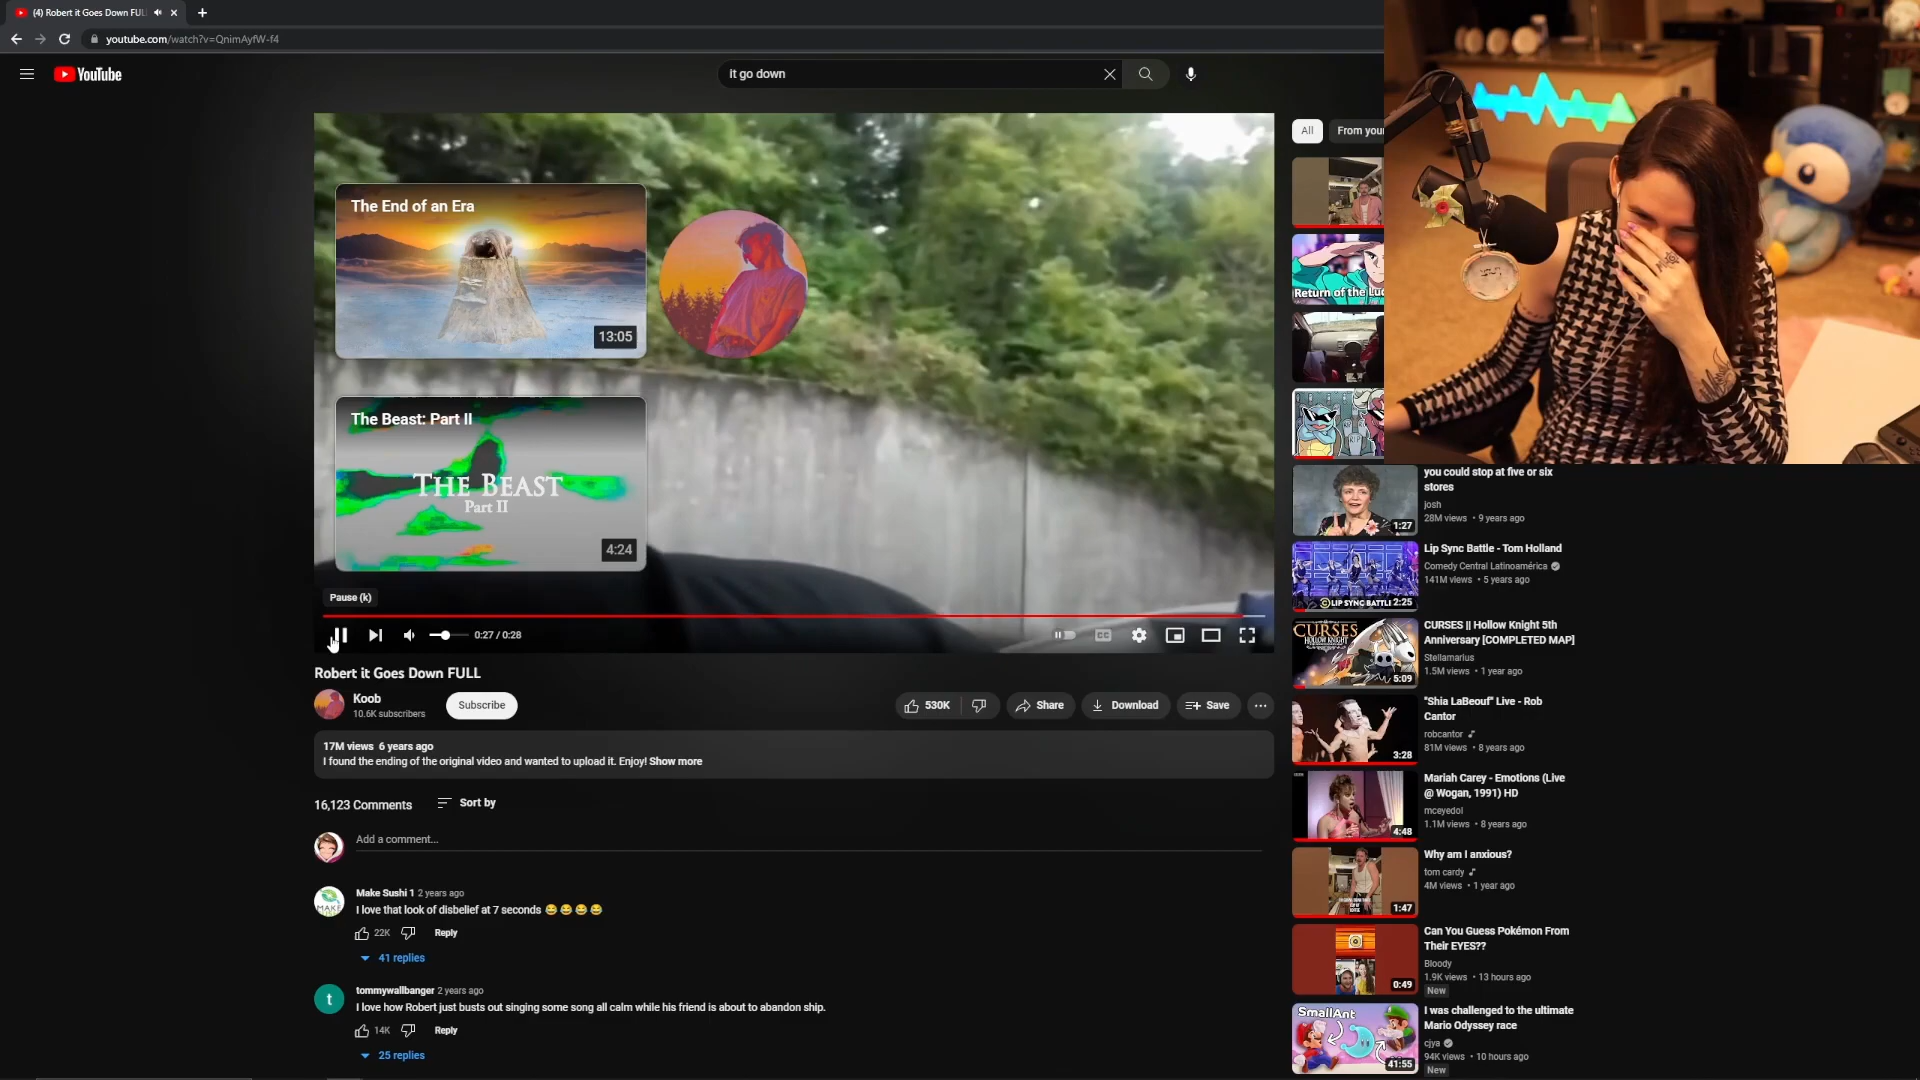 (4) Robert it Goes Down FUL
youtube.com/watch?v=QnimAyfW-f4
YouTube
it go down
All
From your
The End of an Era
13:05
The Beast: Part II
THE BEAST
Part II
4:24
Pause (k)
0:27 / 0:28
CC
Robert it Goes Down FULL
Koob
10.6K subscribers
Subscribe
530K
Share
Download
Save
17M views 6 years ago
I found the ending of the original video and wanted to upload it. Enjoy! Show more
16,123 Comments
Sort by
Add a comment...
Make Sushi 1 2 years ago
I love that look of disbelief at 7 seconds 😂😂😂😂
22K
Reply
41 replies
t
tommywallbanger 2 years ago
I love how Robert just busts out singing some song all calm while his friend is about to abandon ship.
14K
Reply
25 replies
Return of the Luc
you could stop at five or six
stores
josh
28M views • 9 years ago
1:27
Lip Sync Battle - Tom Holland
Comedy Central Latinoamérica
141M views • 5 years ago
LIP SYNC BATTLE 2:25
CURSES || Hollow Knight 5th
Anniversary [COMPLETED MAP]
Stellamarius
1.5M views • 1 year ago
CURSES
HOLLOW KNIGHT
5:09
"Shia LaBeouf" Live - Rob
Cantor
robcantor
81M views • 8 years ago
3:28
Mariah Carey - Emotions (Live
@ Wogan, 1991) HD
mceyedol
1.1M views • 8 years ago
4:48
Why am I anxious?
tom cardy
4M views • 1 year ago
1:47
Can You Guess Pokémon From
Their EYES??
Bloody
1.9K views • 13 hours ago
New
0:49
I was challenged to the ultimate
Mario Odyssey race
cjya
94K views • 10 hours ago
New
SmallAnt
41:55